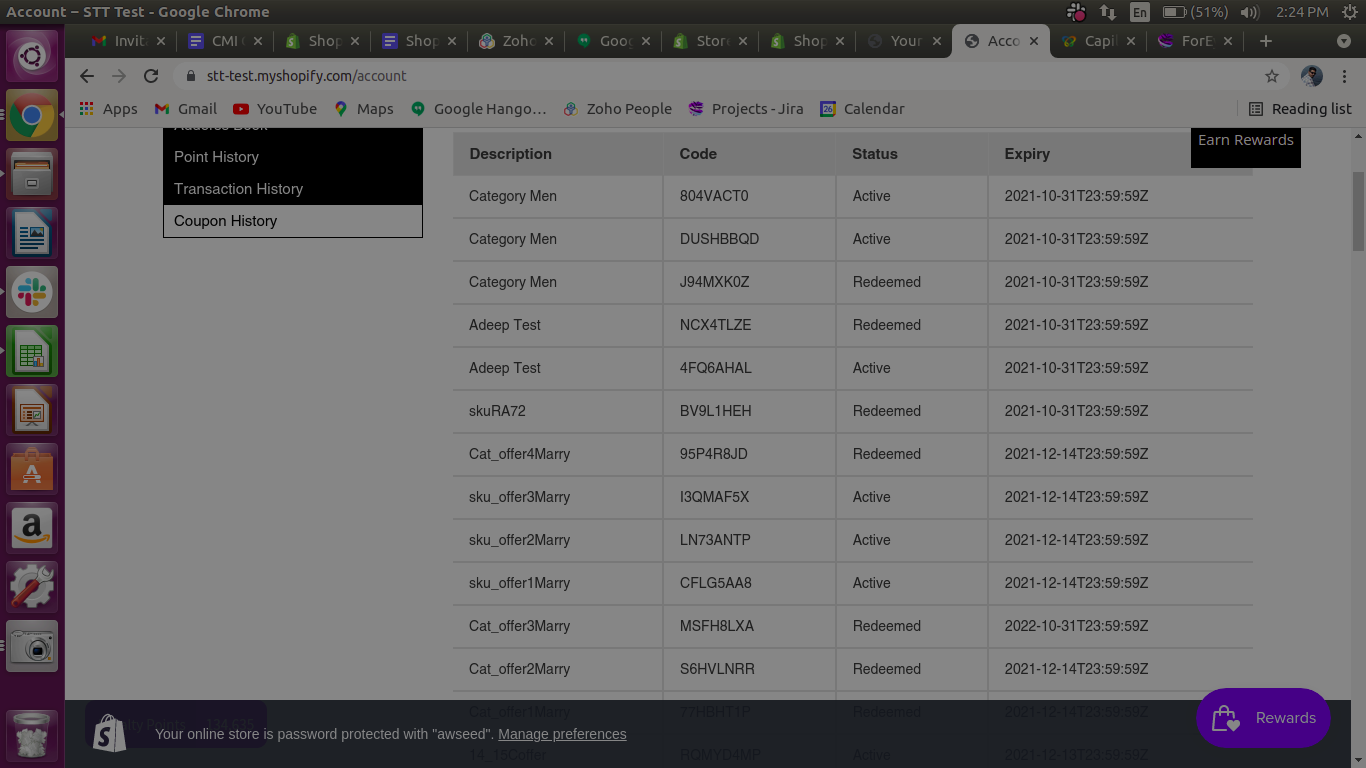 Account – STT Test - Google Chrome
En (51%) 2:24 PM
Invit CMI Shop Shop Zoho Goog Store Shop Your Acco Capil ForE
stt-test.myshopify.com/account
Apps Gmail YouTube Maps Google Hango… Zoho People Projects - Jira 26 Calendar Reading list
Address Book
Point History
Transaction History
Coupon History
Earn Rewards
Description Code Status Expiry
Category Men 804VACT0 Active 2021-10-31T23:59:59Z
Category Men DUSHBBQD Active 2021-10-31T23:59:59Z
Category Men J94MXK0Z Redeemed 2021-10-31T23:59:59Z
Adeep Test NCX4TLZE Redeemed 2021-10-31T23:59:59Z
Adeep Test 4FQ6AHAL Active 2021-10-31T23:59:59Z
skuRA72 BV9L1HEH Redeemed 2021-10-31T23:59:59Z
Cat_offer4Marry 95P4R8JD Redeemed 2021-12-14T23:59:59Z
sku_offer3Marry I3QMAF5X Active 2021-12-14T23:59:59Z
sku_offer2Marry LN73ANTP Active 2021-12-14T23:59:59Z
sku_offer1Marry CFLG5AA8 Active 2021-12-14T23:59:59Z
Cat_offer3Marry MSFH8LXA Redeemed 2022-10-31T23:59:59Z
Cat_offer2Marry S6HVLNRR Redeemed 2021-12-14T23:59:59Z
Cat_offer1Marry 77HBHT1P Redeemed 2021-12-14T23:59:59Z
14_15Coffer RQMYD4MP Active 2021-12-13T23:59:59Z
Points 134,635
Your online store is password protected with "awseed". Manage preferences
Rewards